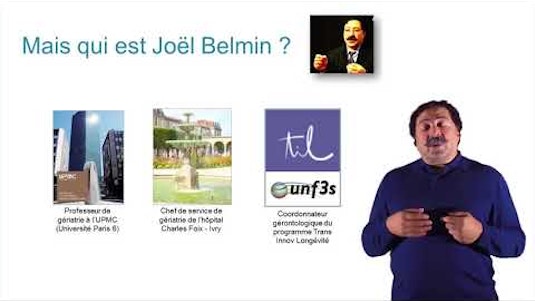 Mais qui est Joël Belmin ?
UPMC
til
unf3s
Professeur de
gériatrie à l'UPMC
(Université Paris 6)
Chef de service de
gériatrie de l'hôpital
Charles Foix - Ivry
Coordonnateur
gérontologique du
programme Trans
Innov Longévité